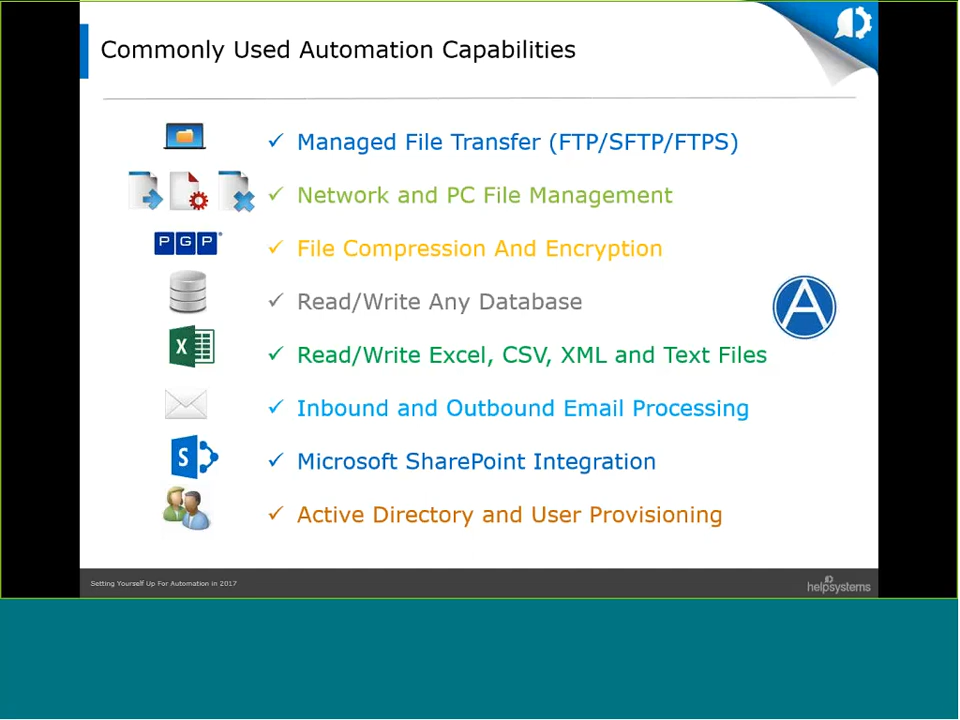 Commonly Used Automation Capabilities
✓ Managed File Transfer (FTP/SFTP/FTPS)
✓ Network and PC File Management
PGP
✓ File Compression And Encryption
✓ Read/Write Any Database
A
X
✓ Read/Write Excel, CSV, XML and Text Files
✓ Inbound and Outbound Email Processing
S
✓ Microsoft SharePoint Integration
✓ Active Directory and User Provisioning
Setting Yourself Up For Automation in 2017
helpsystems